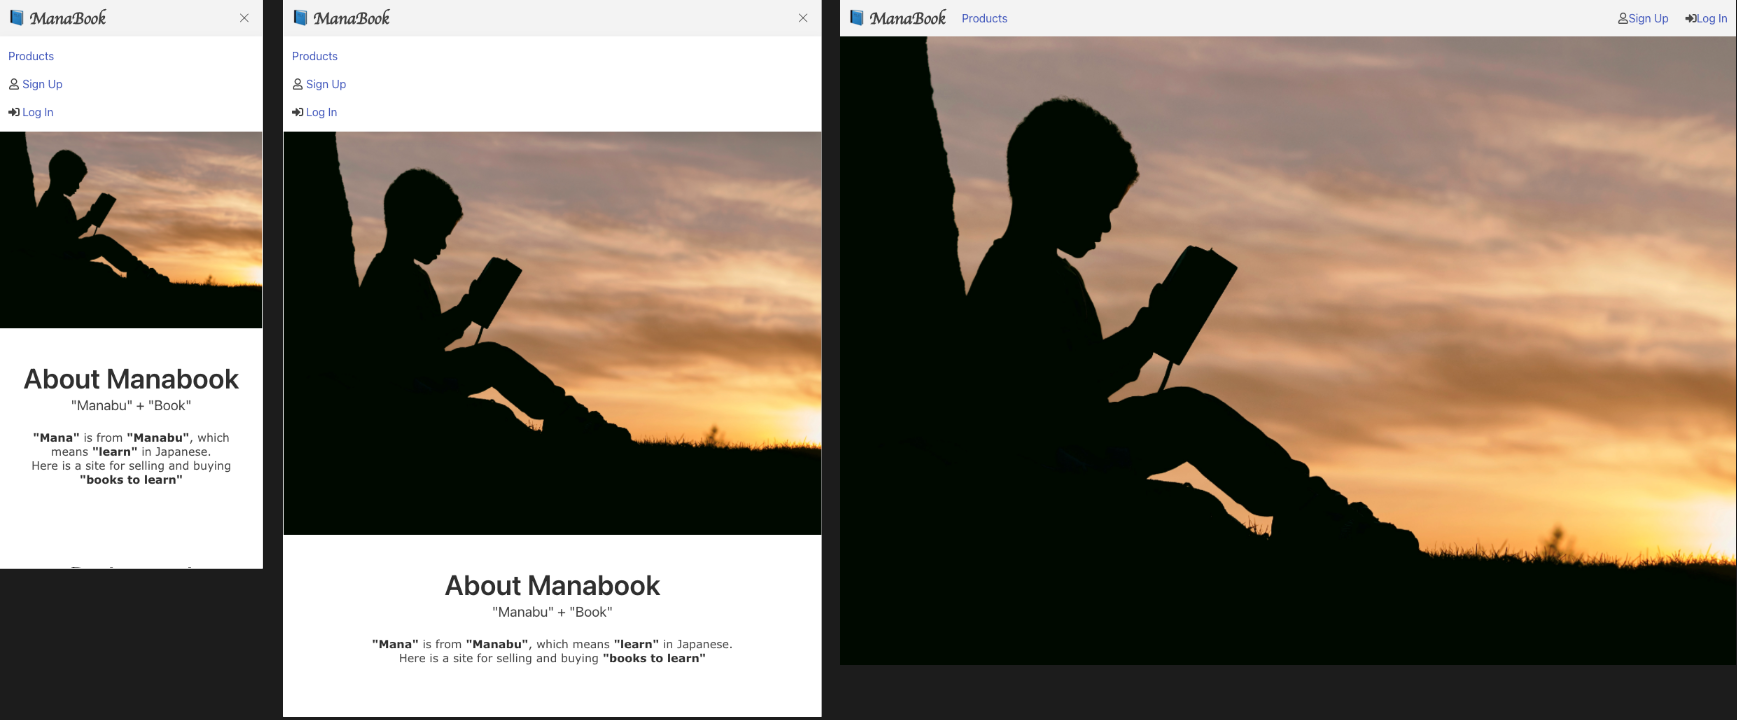 ManaBook
Products
Sign Up
Log In
About Manabook
"Manabu" + "Book"
"Mana" is from "Manabu", which
means "learn" in Japanese.
Here is a site for selling and buying
"books to learn"
ManaBook
Products
Sign Up
Log In
About Manabook
"Manabu" + "Book"
"Mana" is from "Manabu", which means "learn" in Japanese.
Here is a site for selling and buying "books to learn"
ManaBook Products Sign Up Log In